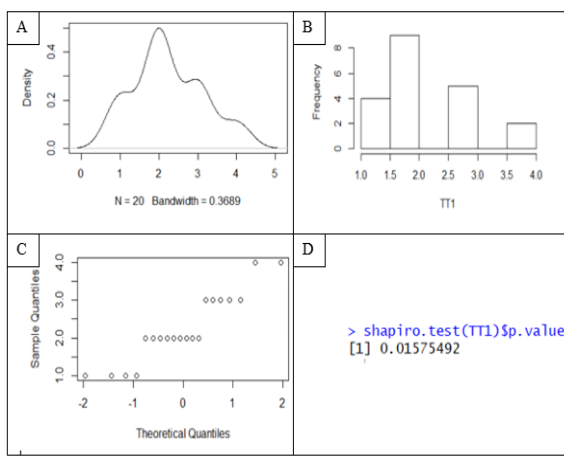 A
Density
0.0 0.2 0.4
0 1 2 3 4 5
N = 20 Bandwidth = 0.3689
B
Frequency
0 2 4 6 8
1.0 1.5 2.0 2.5 3.0 3.5 4.0
TT1
C
Sample Quantiles
1.0 2.0 3.0 4.0
-2 -1 0 1 2
Theoretical Quantiles
D
> shapiro.test(TT1)$p.value
[1] 0.01575492